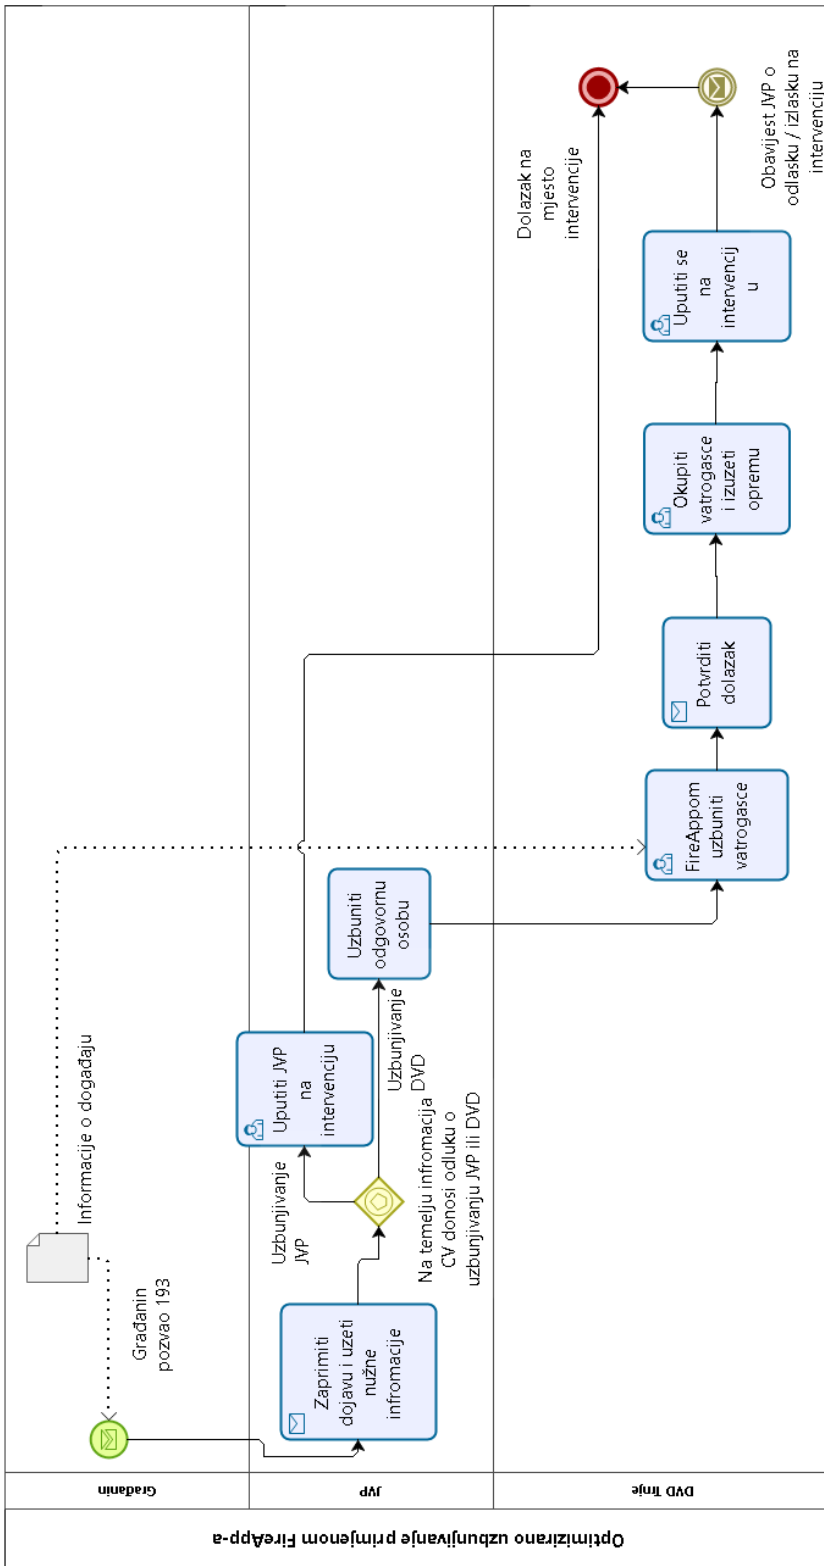 Optimizirano uzbunjivanje primjenom FireApp-a
Građanin
JVP
DVD Trnje
Građanin
pozvao 193
Informacije o događaju
Zaprimiti
dojavu i uzeti
nužne
infromacije
Na temelju infromacija
CV donosi odluku o
uzbunjivanju JVP ili DVD
Uzbunjivanje
JVP
Uzbunjivanje
DVD
Uputiti JVP
na
intervenciju
Uzbuniti
odgovornu
osobu
FireAppom
uzbuniti
vatrogasce
Potvrditi
dolazak
Okupiti
vatrogasce
i izuzeti
opremu
Uputiti se
na
intervencij
u
Obavijest JVP o
odlasku / izlasku na
intervenciju
Dolazak na
mjesto
intervencije